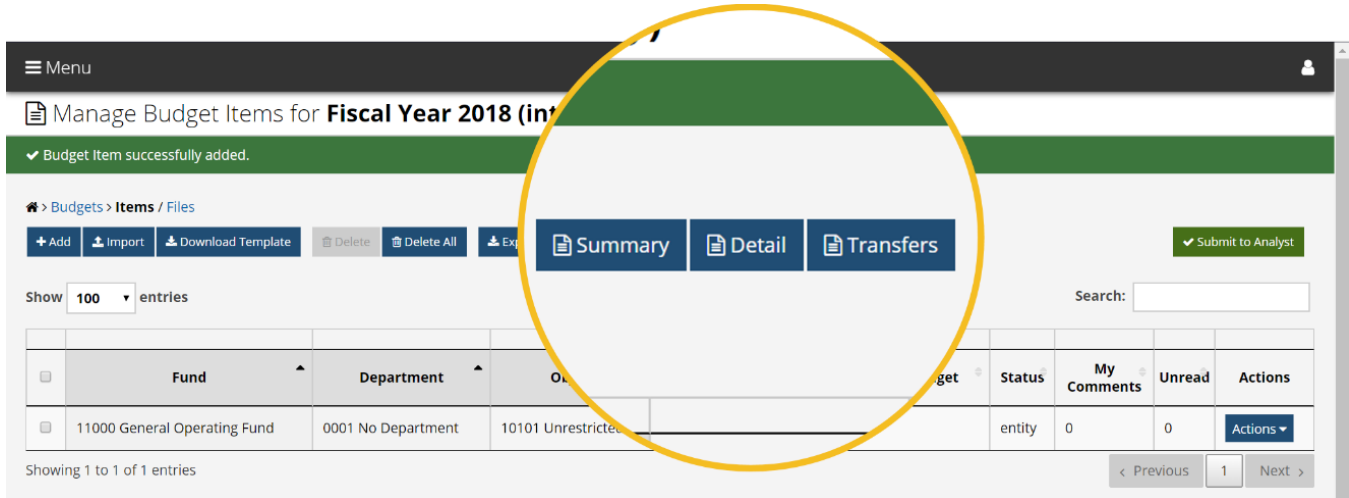 Menu
Manage Budget Items for Fiscal Year 2018
✔ Budget Item successfully added.
> Budgets > Items / Files
+ Add Import Download Template Delete Delete All Summary Detail Transfers ✔ Submit to Analyst
Show 100 entries Search:
Fund Department Status My Comments Unread Actions
11000 General Operating Fund 0001 No Department 10101 Unrestricted entity 0 0 Actions
Showing 1 to 1 of 1 entries < Previous 1 Next >